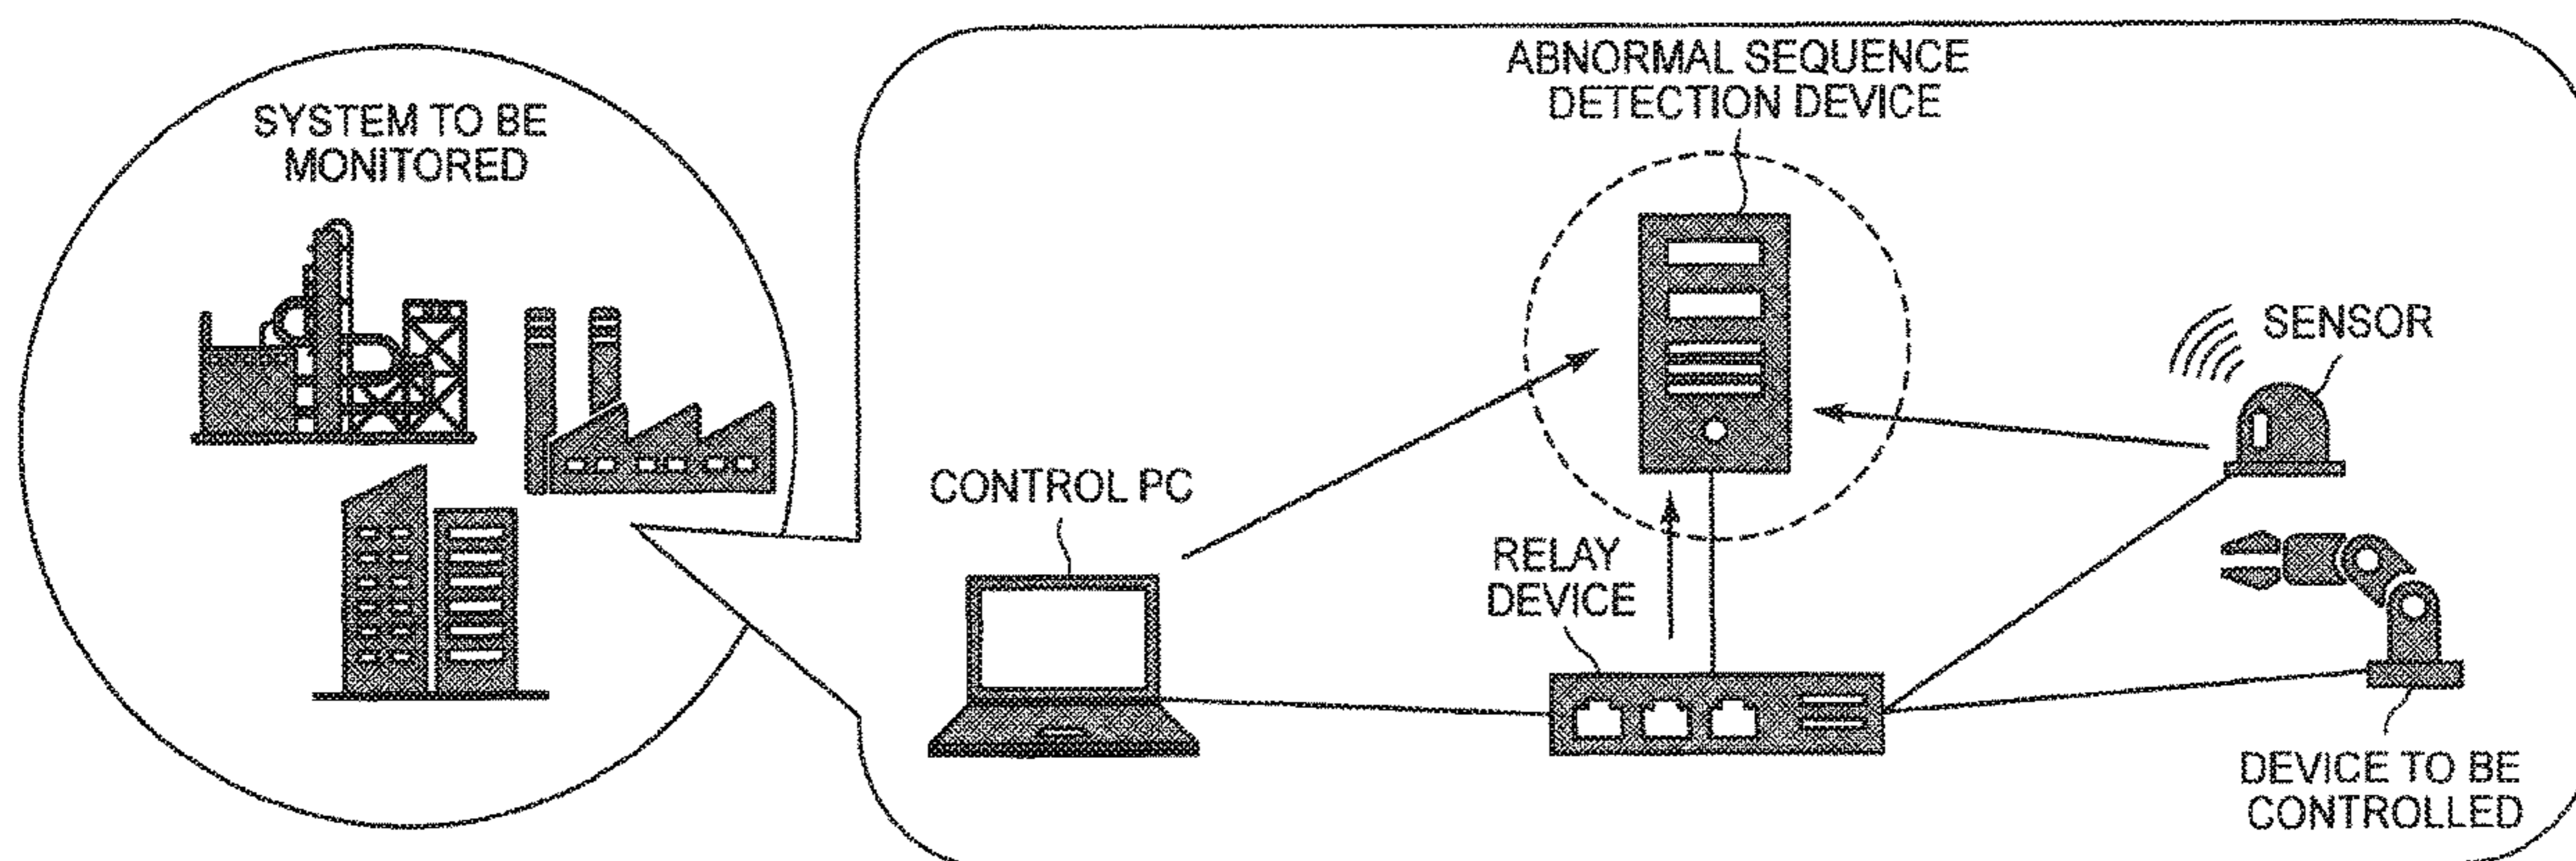 SYSTEM TO BE
MONITORED
ABNORMAL SEQUENCE
DETECTION DEVICE
SENSOR
CONTROL PC
RELAY
DEVICE
DEVICE TO BE
CONTROLLED